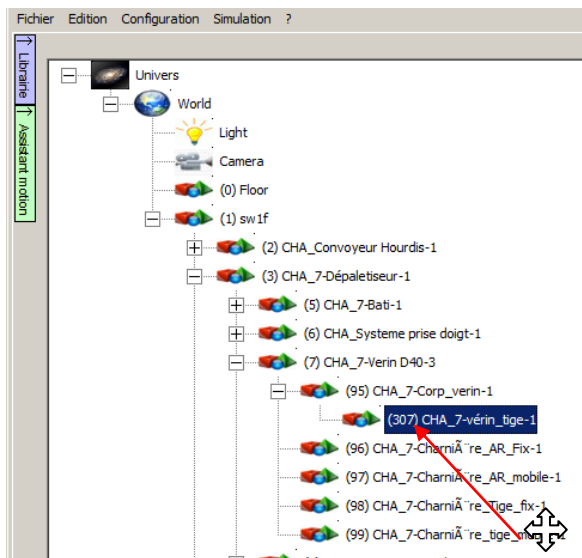 Fichier Edition Configuration Simulation ?
Librairie
Assistant motion
Univers
World
Light
Camera
(0) Floor
(1) sw1f
(2) CHA_Convoyeur Hourdis-1
(3) CHA_7-Dépaletiseur-1
(5) CHA_7-Bati-1
(6) CHA_Systeme prise doigt-1
(7) CHA_7-Verin D40-3
(95) CHA_7-Corp_verin-1
(307) CHA_7-vérin_tige-1
(96) CHA_7-CharniÃ¨re_AR_Fix-1
(97) CHA_7-CharniÃ¨re_AR_mobile-1
(98) CHA_7-CharniÃ¨re_Tige_fix-1
(99) CHA_7-CharniÃ¨re_tige_